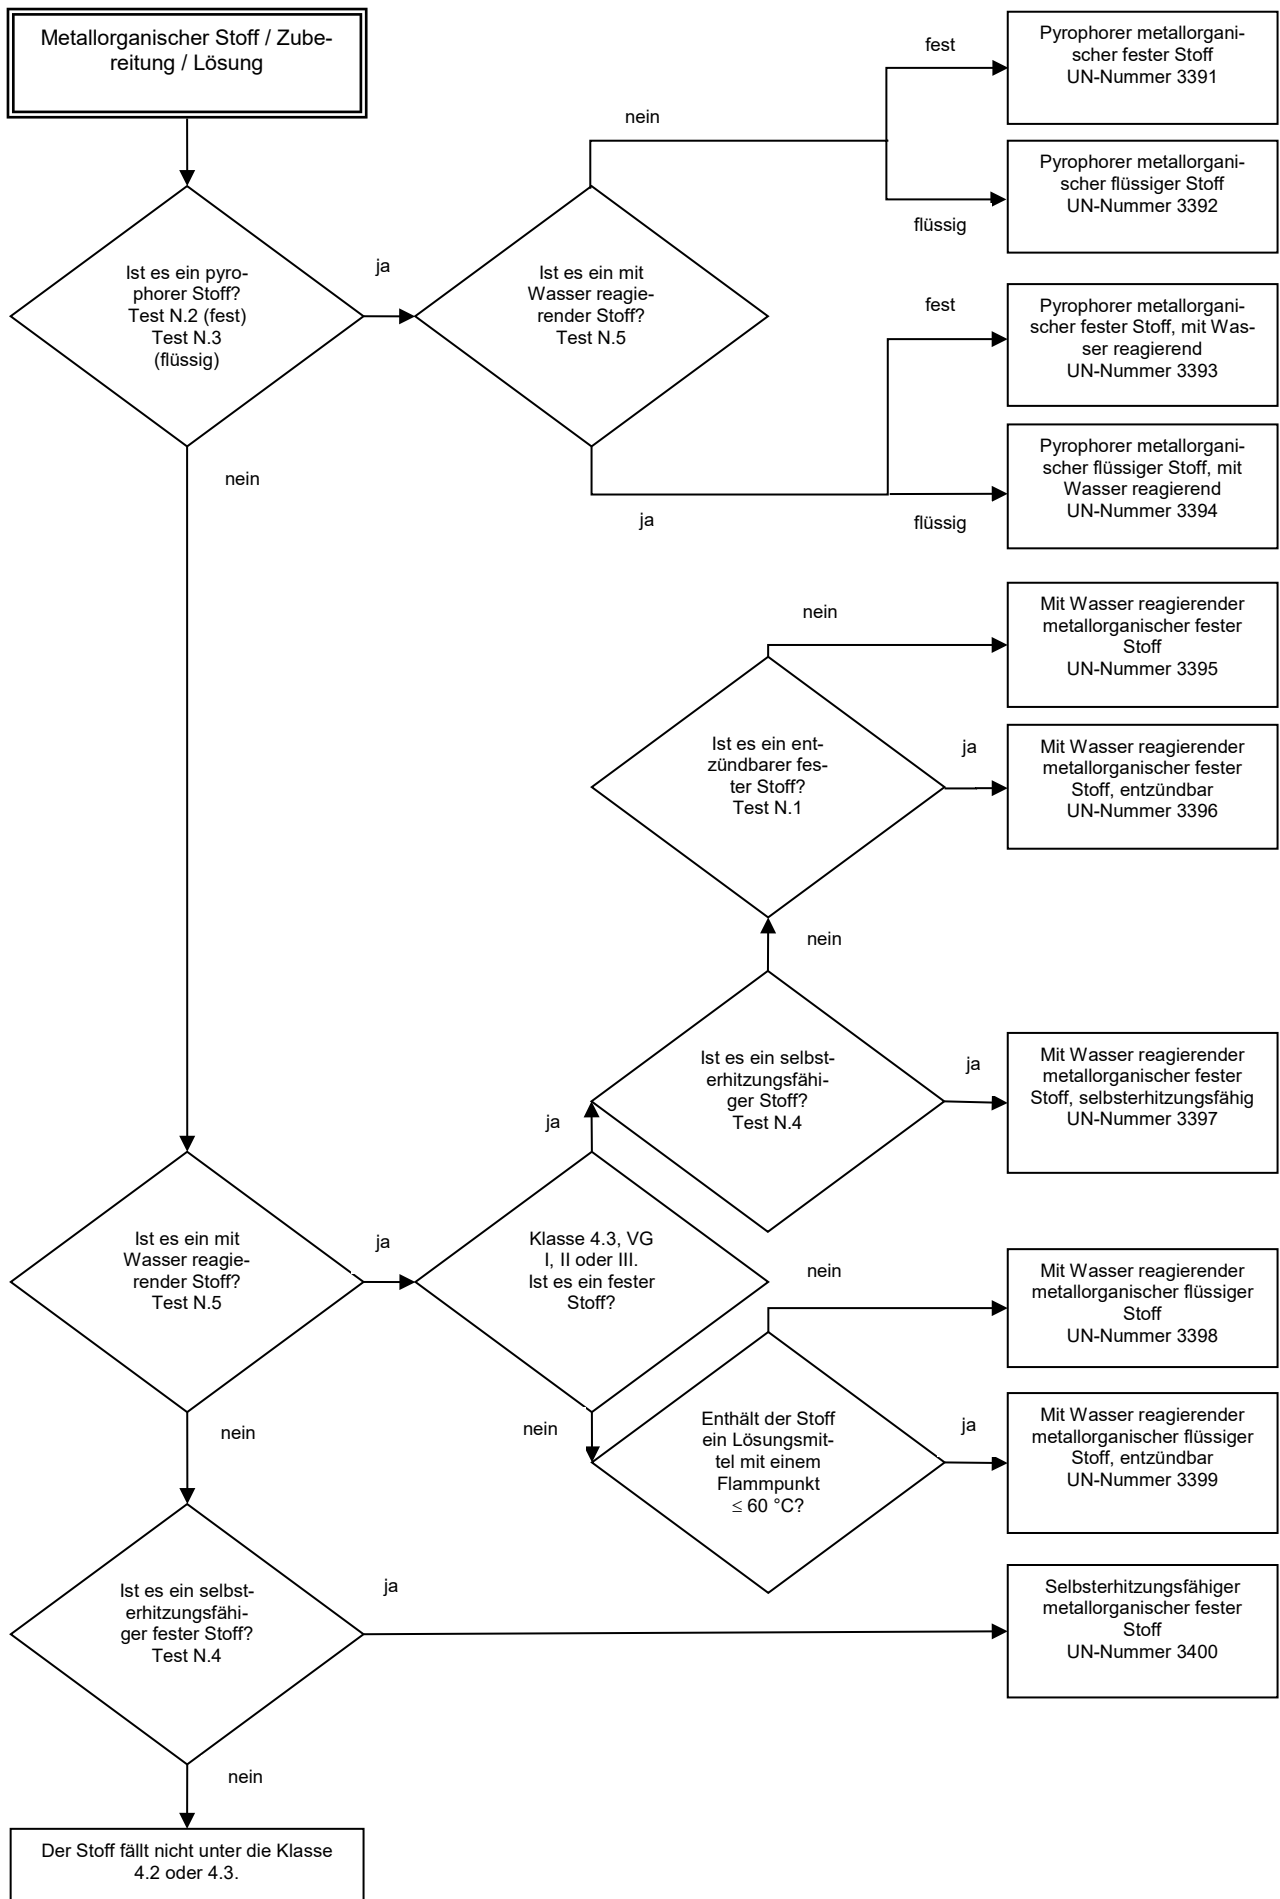 Metallorganischer Stoff / Zube-
reitung / Lösung
fest
Pyrophorer metallorgani-
scher fester Stoff
UN-Nummer 3391
nein
Pyrophorer metallorgani-
scher flüssiger Stoff
UN-Nummer 3392
flüssig
Ist es ein pyro-
phorer Stoff?
Test N.2 (fest)
Test N.3
(flüssig)
ja
Ist es ein mit
Wasser reagie-
render Stoff?
Test N.5
fest
Pyrophorer metallorgani-
scher fester Stoff, mit Was-
ser reagierend
UN-Nummer 3393
nein
Pyrophorer metallorgani-
scher flüssiger Stoff, mit
Wasser reagierend
UN-Nummer 3394
ja
flüssig
nein
Mit Wasser reagierender
metallorganischer fester
Stoff
UN-Nummer 3395
Ist es ein ent-
zündbarer fes-
ter Stoff?
Test N.1
ja
Mit Wasser reagierender
metallorganischer fester
Stoff, entzündbar
UN-Nummer 3396
nein
Ist es ein selbst-
erhitzungsfähi-
ger Stoff?
Test N.4
ja
Mit Wasser reagierender
metallorganischer fester
Stoff, selbsterhitzungsfähig
UN-Nummer 3397
ja
Ist es ein mit
Wasser reagie-
render Stoff?
Test N.5
ja
Klasse 4.3, VG
I, II oder III.
Ist es ein fester
Stoff?
nein
Mit Wasser reagierender
metallorganischer flüssiger
Stoff
UN-Nummer 3398
nein
nein
Enthält der Stoff
ein Lösungsmit-
tel mit einem
Flammpunkt
≤ 60 °C?
ja
Mit Wasser reagierender
metallorganischer flüssiger
Stoff, entzündbar
UN-Nummer 3399
Ist es ein selbst-
erhitzungsfähi-
ger fester Stoff?
Test N.4
ja
Selbsterhitzungsfähiger
metallorganischer fester
Stoff
UN-Nummer 3400
nein
Der Stoff fällt nicht unter die Klasse
4.2 oder 4.3.